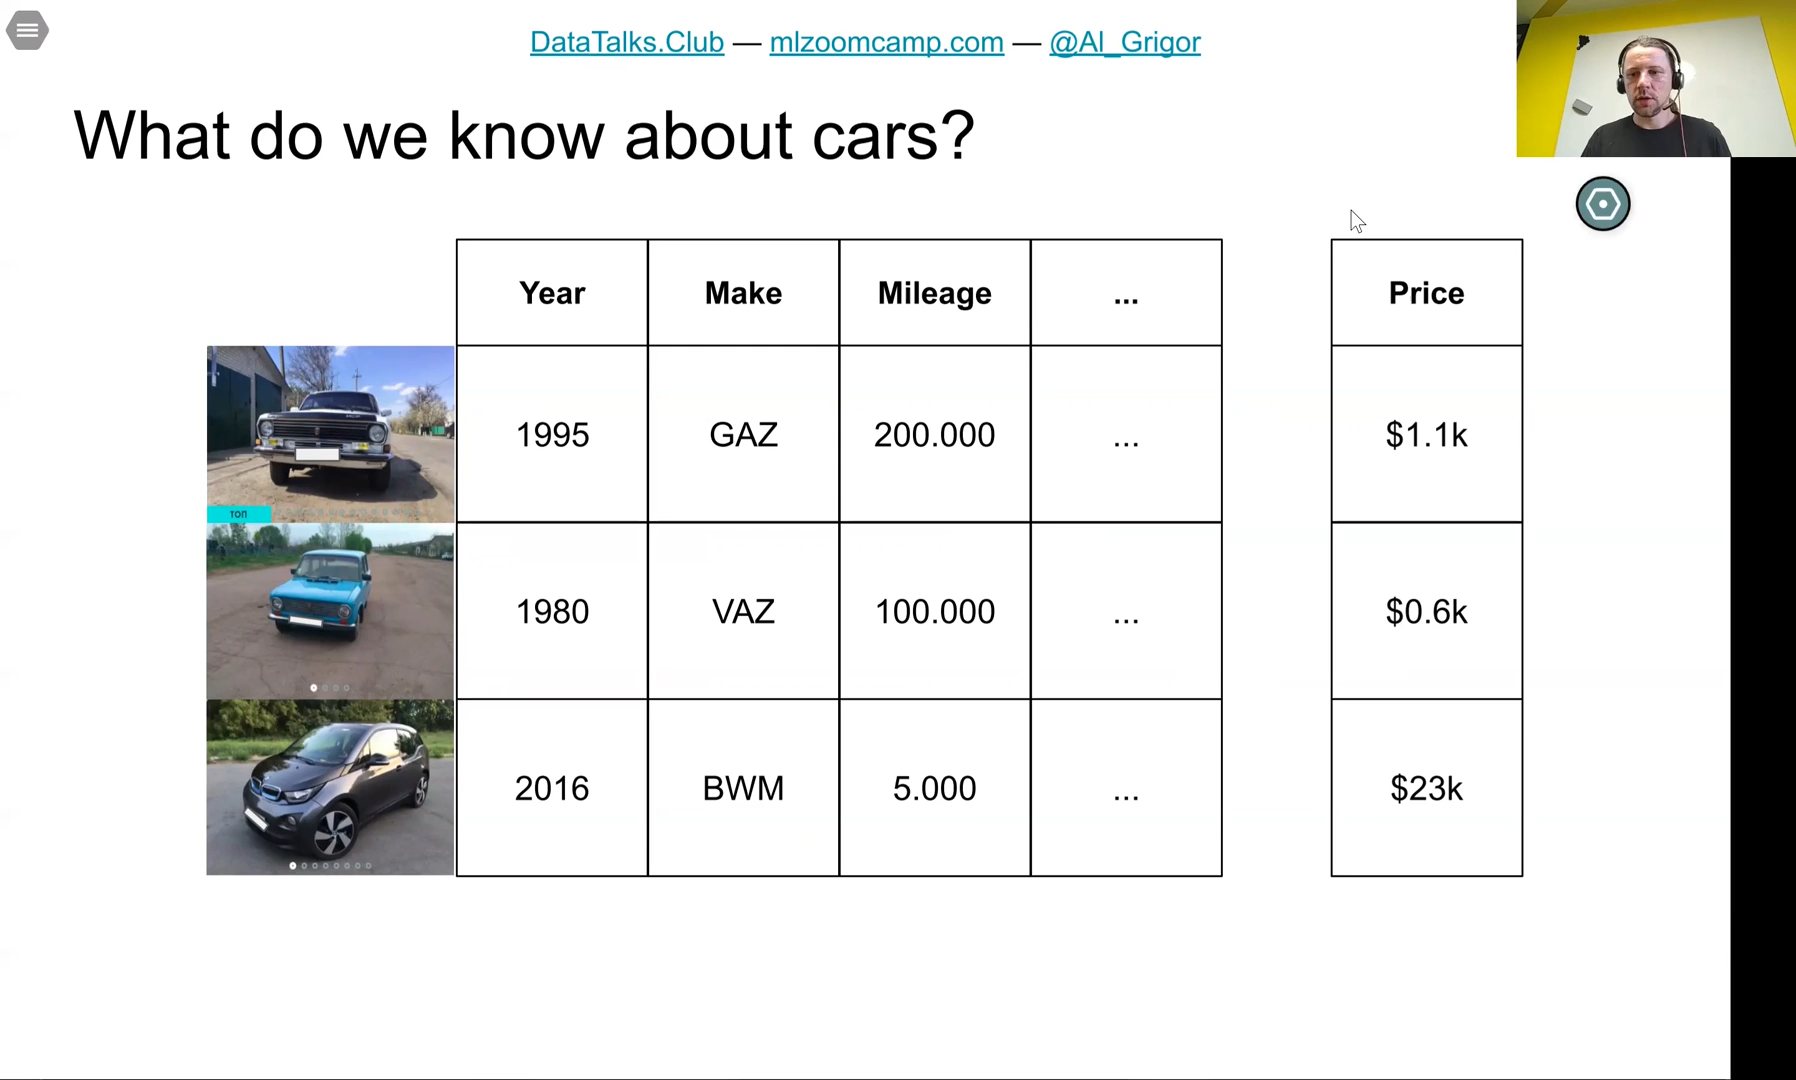 DataTalks.Club — mlzoomcamp.com — @Al_Grigor
What do we know about cars?
Year Make Mileage ... Price
1995 GAZ 200.000 ... $1.1k
ТОП
1980 VAZ 100.000 ... $0.6k
2016 BWM 5.000 ... $23k